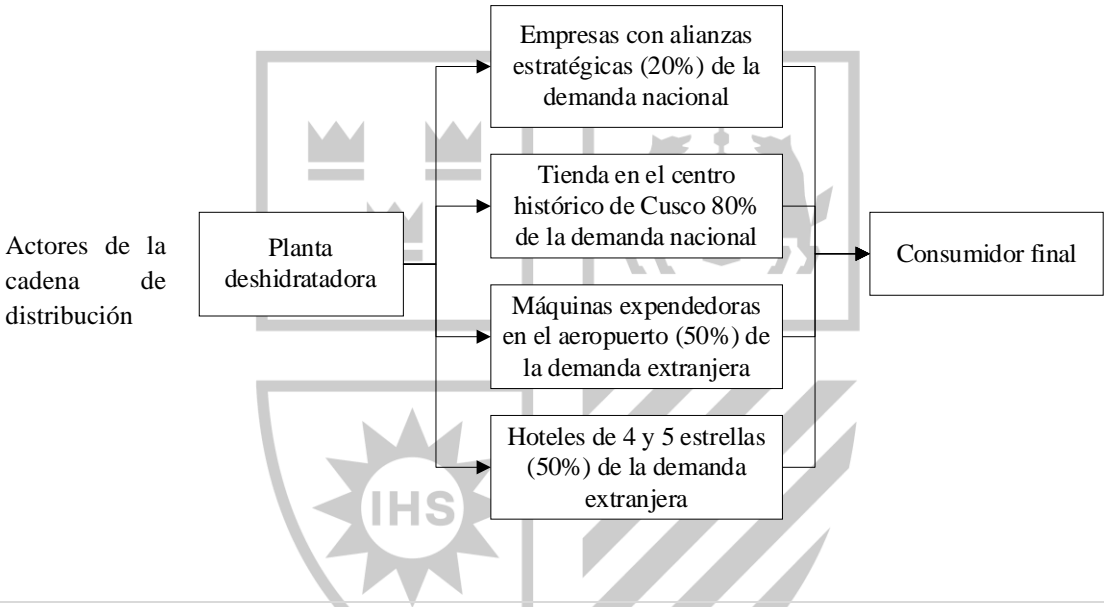 Actores de la
cadena de
distribución
Planta
deshidratadora
Empresas con alianzas
estratégicas (20%) de la
demanda nacional
Tienda en el centro
histórico de Cusco 80%
de la demanda nacional
Máquinas expendedoras
en el aeropuerto (50%) de
la demanda extranjera
Hoteles de 4 y 5 estrellas
(50%) de la demanda
extranjera
Consumidor final
IHS